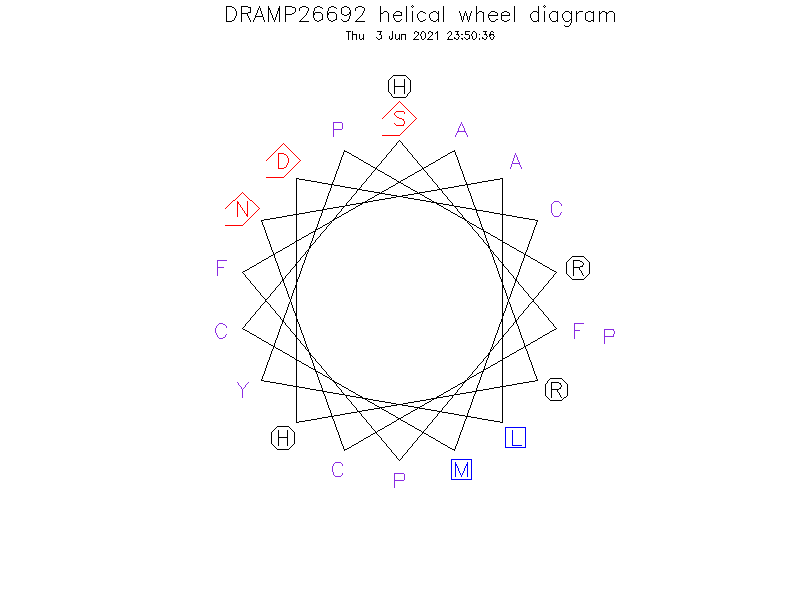 DRAMP26692 helical wheel diagram
Thu 3 Jun 2021 23:50:36
H
P S A
D A
N C
F R
C F P
Y R
H L
C P M